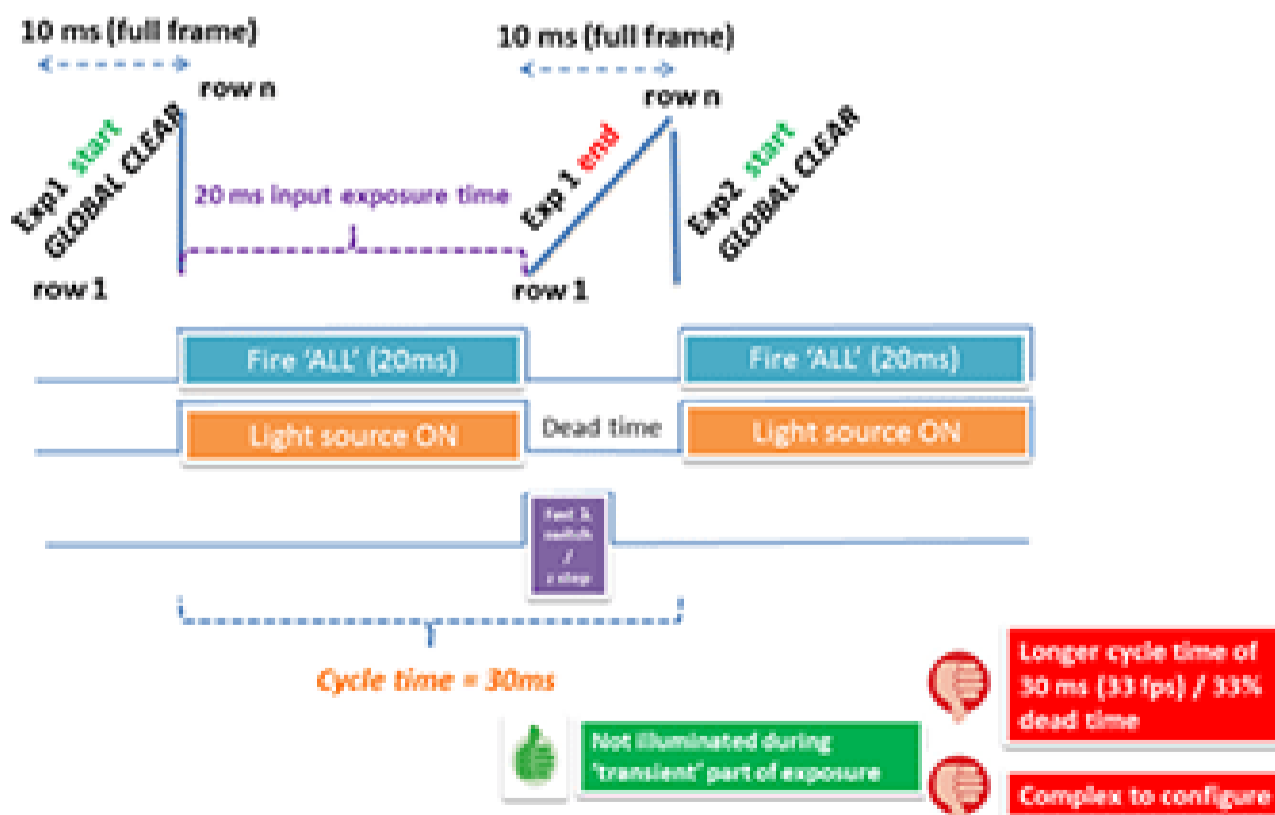 10 ms (full frame)
10 ms (full frame)
row n
row n
Exp1 start
GLOBAL CLEAR
20 ms input exposure time
Exp 1 end
Exp2 start
GLOBAL CLEAR
row 1
row 1
Fire ‘ALL’ (20ms)
Fire ‘ALL’ (20ms)
Light source ON
Dead time
Light source ON
switch
/
z step
Cycle time = 30ms
Longer cycle time of
30 ms (33 fps) / 33%
dead time
Not illuminated during
‘transient’ part of exposure
Complex to configure